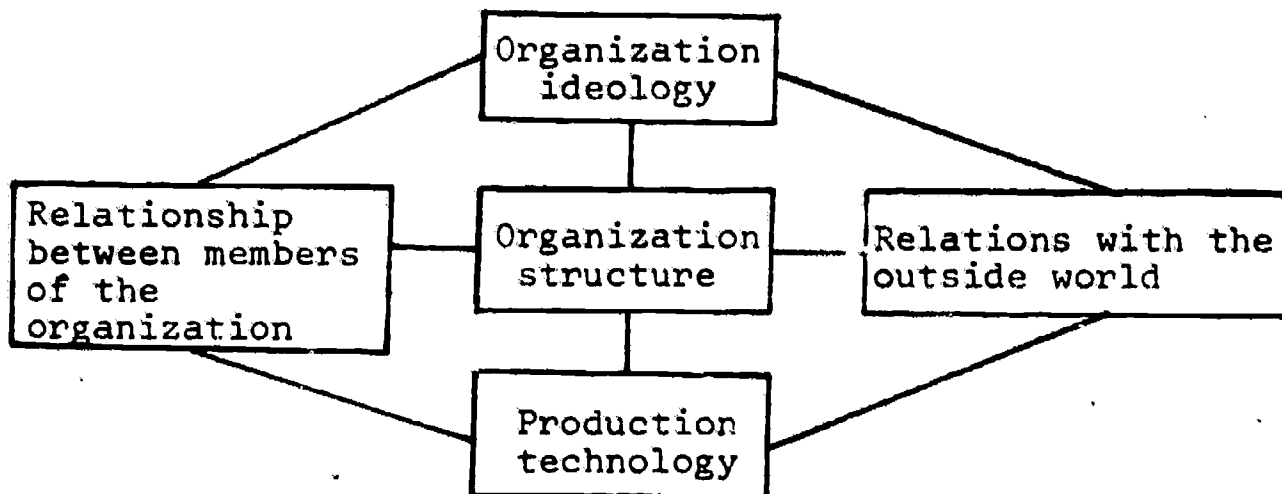 Organization
ideology
Relationship
between members
of the
organization
Organization
structure
Relations with the
outside world
Production
technology